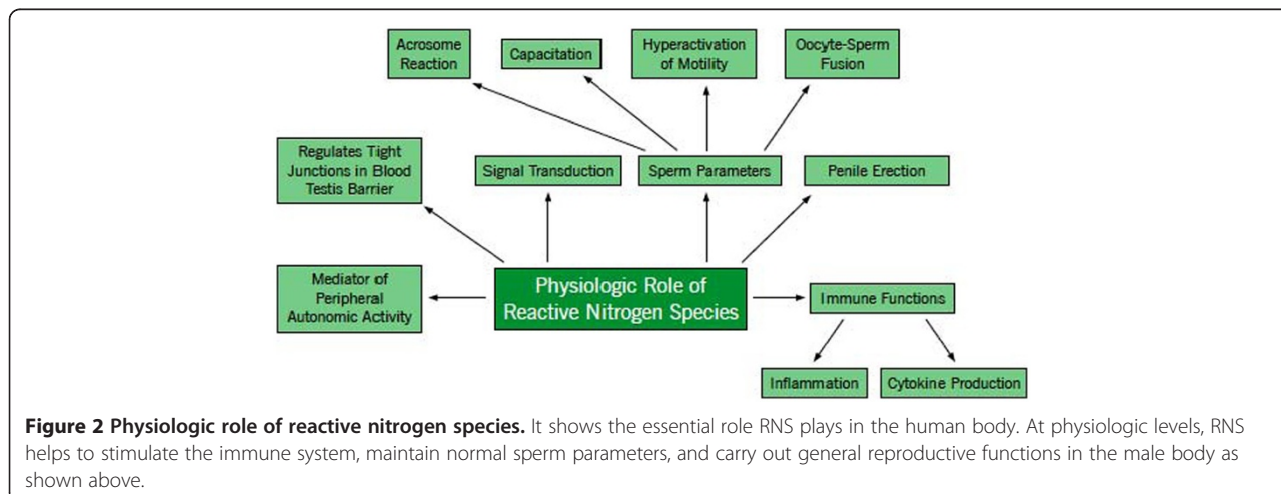 Acrosome
Reaction
Capacitation
Hyperactivation
of Motility
Oocyte-Sperm
Fusion
Regulates Tight
Junctions in Blood
Testis Barrier
Signal Transduction
Sperm Parameters
Penile Erection
Mediator of
Peripheral
Autonomic Activity
Physiologic Role of
Reactive Nitrogen Species
Immune Functions
Inflammation
Cytokine Production
Figure 2 Physiologic role of reactive nitrogen species. It shows the essential role RNS plays in the human body. At physiologic levels, RNS
helps to stimulate the immune system, maintain normal sperm parameters, and carry out general reproductive functions in the male body as
shown above.